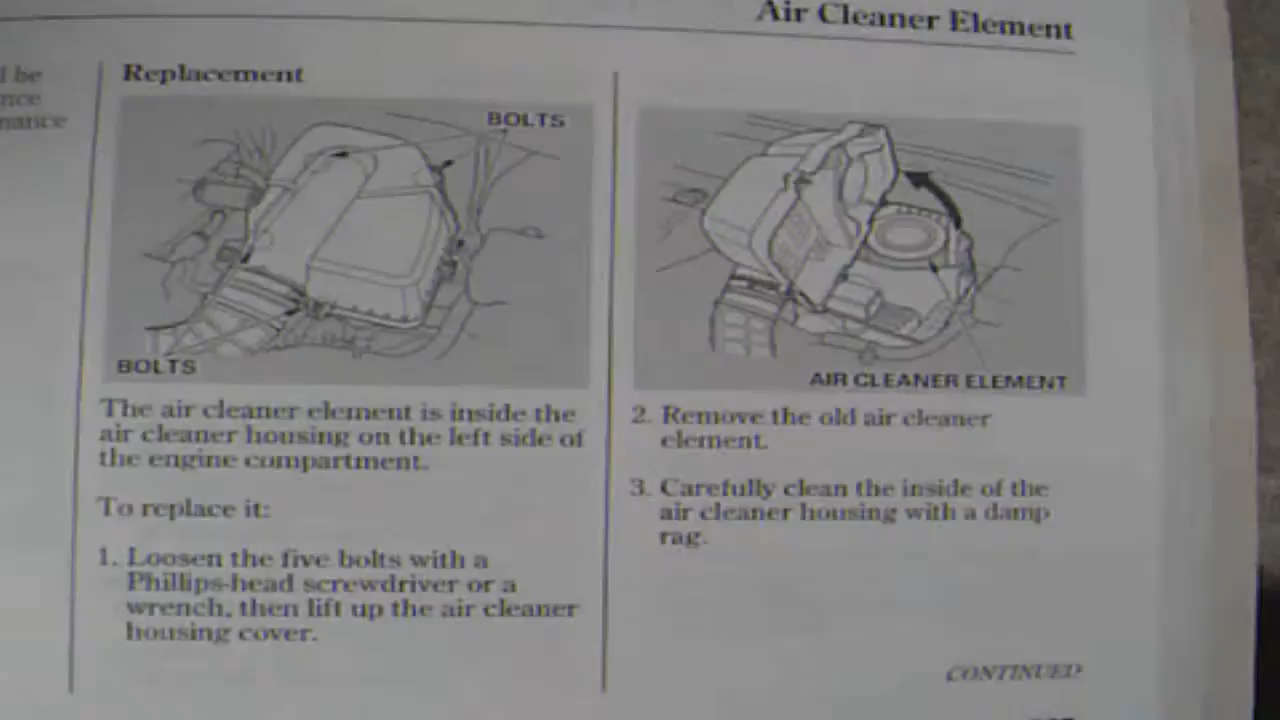 Air Cleaner Element
be
nance
Replacement
BOLTS
BOLTS
The air cleaner element is inside the
air cleaner housing on the left side of
the engine compartment.
To replace it:
1. Loosen the five bolts with a
Phillips-head screwdriver or a
wrench, then lift up the air cleaner
housing cover.
AIR CLEANER ELEMENT
2. Remove the old air cleaner
element.
3. Carefully clean the inside of the
air cleaner housing with a damp
rag.
CONTINUED